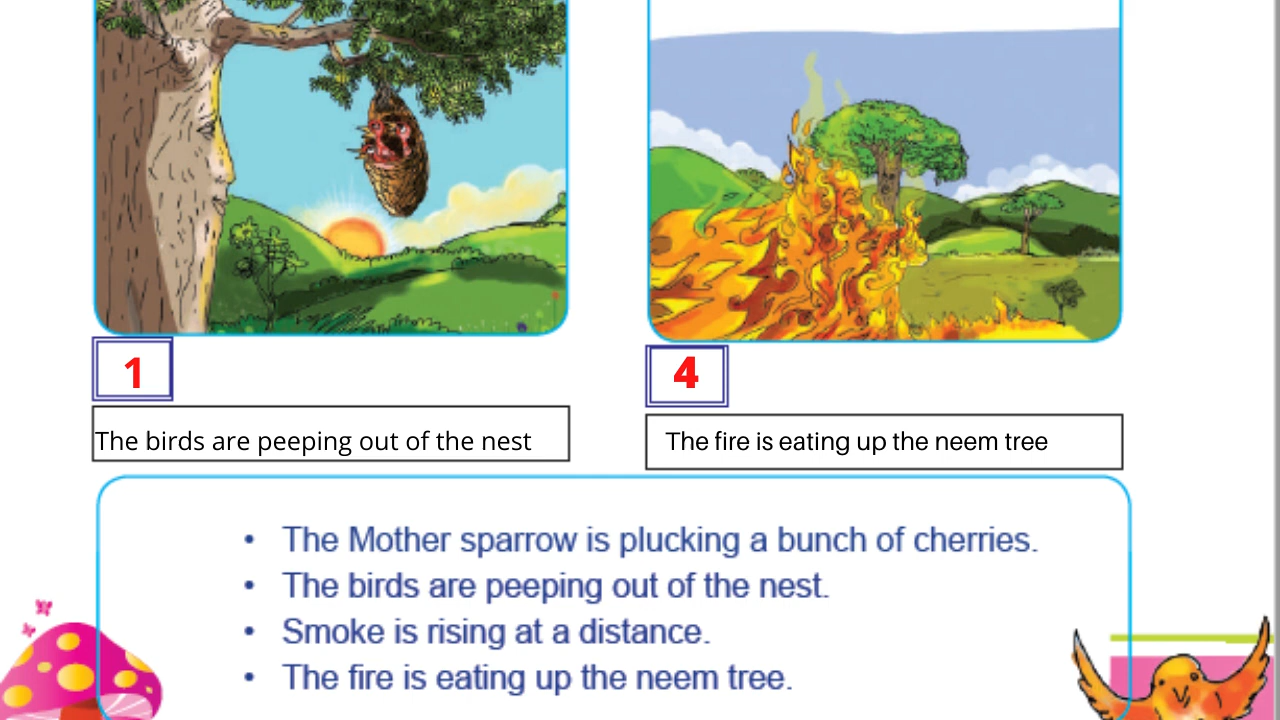 1
4
The birds are peeping out of the nest
The fire is eating up the neem tree
• The Mother sparrow is plucking a bunch of cherries.
• The birds are peeping out of the nest.
• Smoke is rising at a distance.
• The fire is eating up the neem tree.